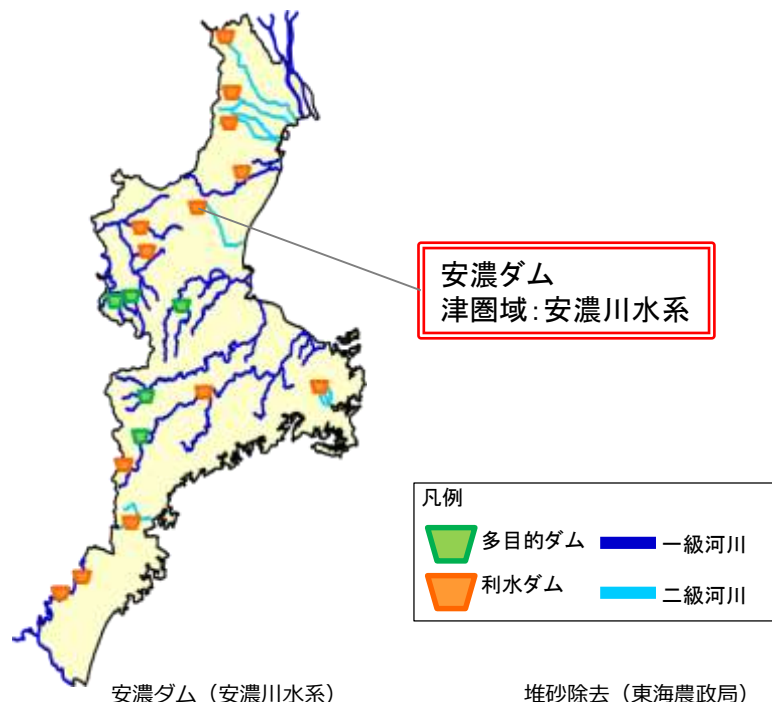 安濃ダム
津圏域：安濃川水系
凡例
多目的ダム
一級河川
利水ダム
二級河川
安濃ダム（安濃川水系）
堆砂除去（東海農政局）